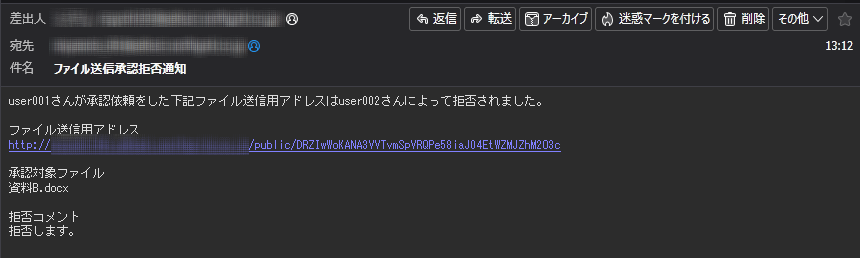 差出人 返信 転送 アーカイブ 迷惑マークを付ける 削除 その他
宛先 13:12
件名 ファイル送信承認拒否通知
user001さんが承認依頼をした下記ファイル送信用アドレスはuser002さんによって拒否されました。
ファイル送信用アドレス
http:// /public/DRZIwWoKANA3VYTvmSpVRQPe58iaJ04EtWZMJZhM2O3c
承認対象ファイル
資料B.docx
拒否コメント
拒否します。